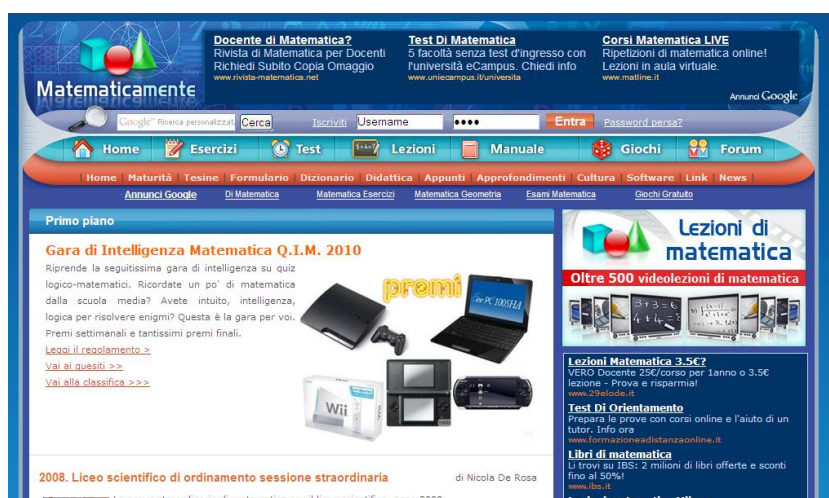 Docente di Matematica?
Rivista di Matematica per Docenti
Richiedi Subito Copia Omaggio
www.rivista-matematica.net
Test Di Matematica
5 facoltà senza test d'ingresso con
l'università eCampus. Chiedi info
www.uniecampus.it/universita
Corsi Matematica LIVE
Ripetizioni di matematica online!
Lezioni in aula virtuale.
www.matline.it
Matematicamente
Annunci Google
Google™ Ricerca personalizzat. Cerca Iscriviti Username •••• Entra Password persa?
Home Esercizi Test Lezioni Manuale Giochi Forum
Home | Maturità | Tesine | Formulario | Dizionario | Didattica | Appunti | Approfondimenti | Cultura | Software | Link | News |
Annunci Google Di Matematica Matematica Esercizi Matematica Geometria Esami Matematica Giochi Gratuito
Primo piano
Gara di Intelligenza Matematica Q.I.M. 2010
Riprende la seguitissima gara di intelligenza su quiz
logico-matematici. Ricordate un po' di matematica
dalla scuola media? Avete intuito, intelligenza,
logica per risolvere enigmi? Questa è la gara per voi.
Premi settimanali e tantissimi premi finali.
Leggi il regolamento >
Vai ai quesiti >>
Vai alla classifica >>>
premi
Eee PC 1005HA
Wii
Lezioni di
matematica
Oltre 500 videolezioni di matematica
3+3=6
4+4=
Lezioni Matematica 3.5€?
VERO Docente 25€/corso per 1anno o 3.5€
lezione - Prova e risparmia!
www.29elode.it
Test Di Orientamento
Prepara le prove con corsi online e l'aiuto di un
tutor. Info ora
www.formazioneadistanzaonline.it
Libri di matematica
Li trovi su IBS: 2 milioni di libri offerte e sconti
fino al 50%!
www.ibs.it
2008. Liceo scientifico di ordinamento sessione straordinaria di Nicola De Rosa